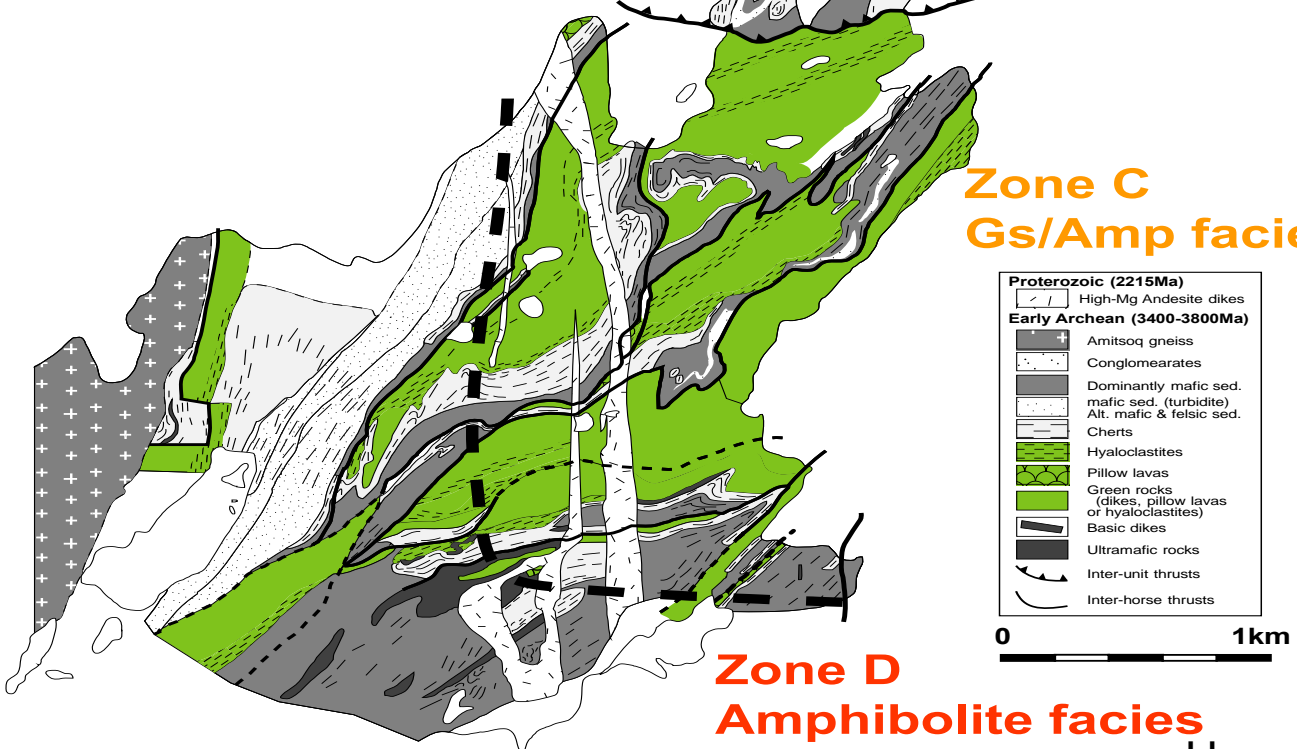 Zone C
Gs/Amp facie
Proterozoic (2215Ma)
High-Mg Andesite dikes
Early Archean (3400-3800Ma)
Amitsoq gneiss
Conglomearates
Dominantly mafic sed.
mafic sed. (turbidite)
Alt. mafic & felsic sed.
Cherts
Hyaloclastites
Pillow lavas
Green rocks
(dikes, pillow lavas
or hyaloclastites)
Basic dikes
Ultramafic rocks
Inter-unit thrusts
Inter-horse thrusts
0 1km
Zone D
Amphibolite facies